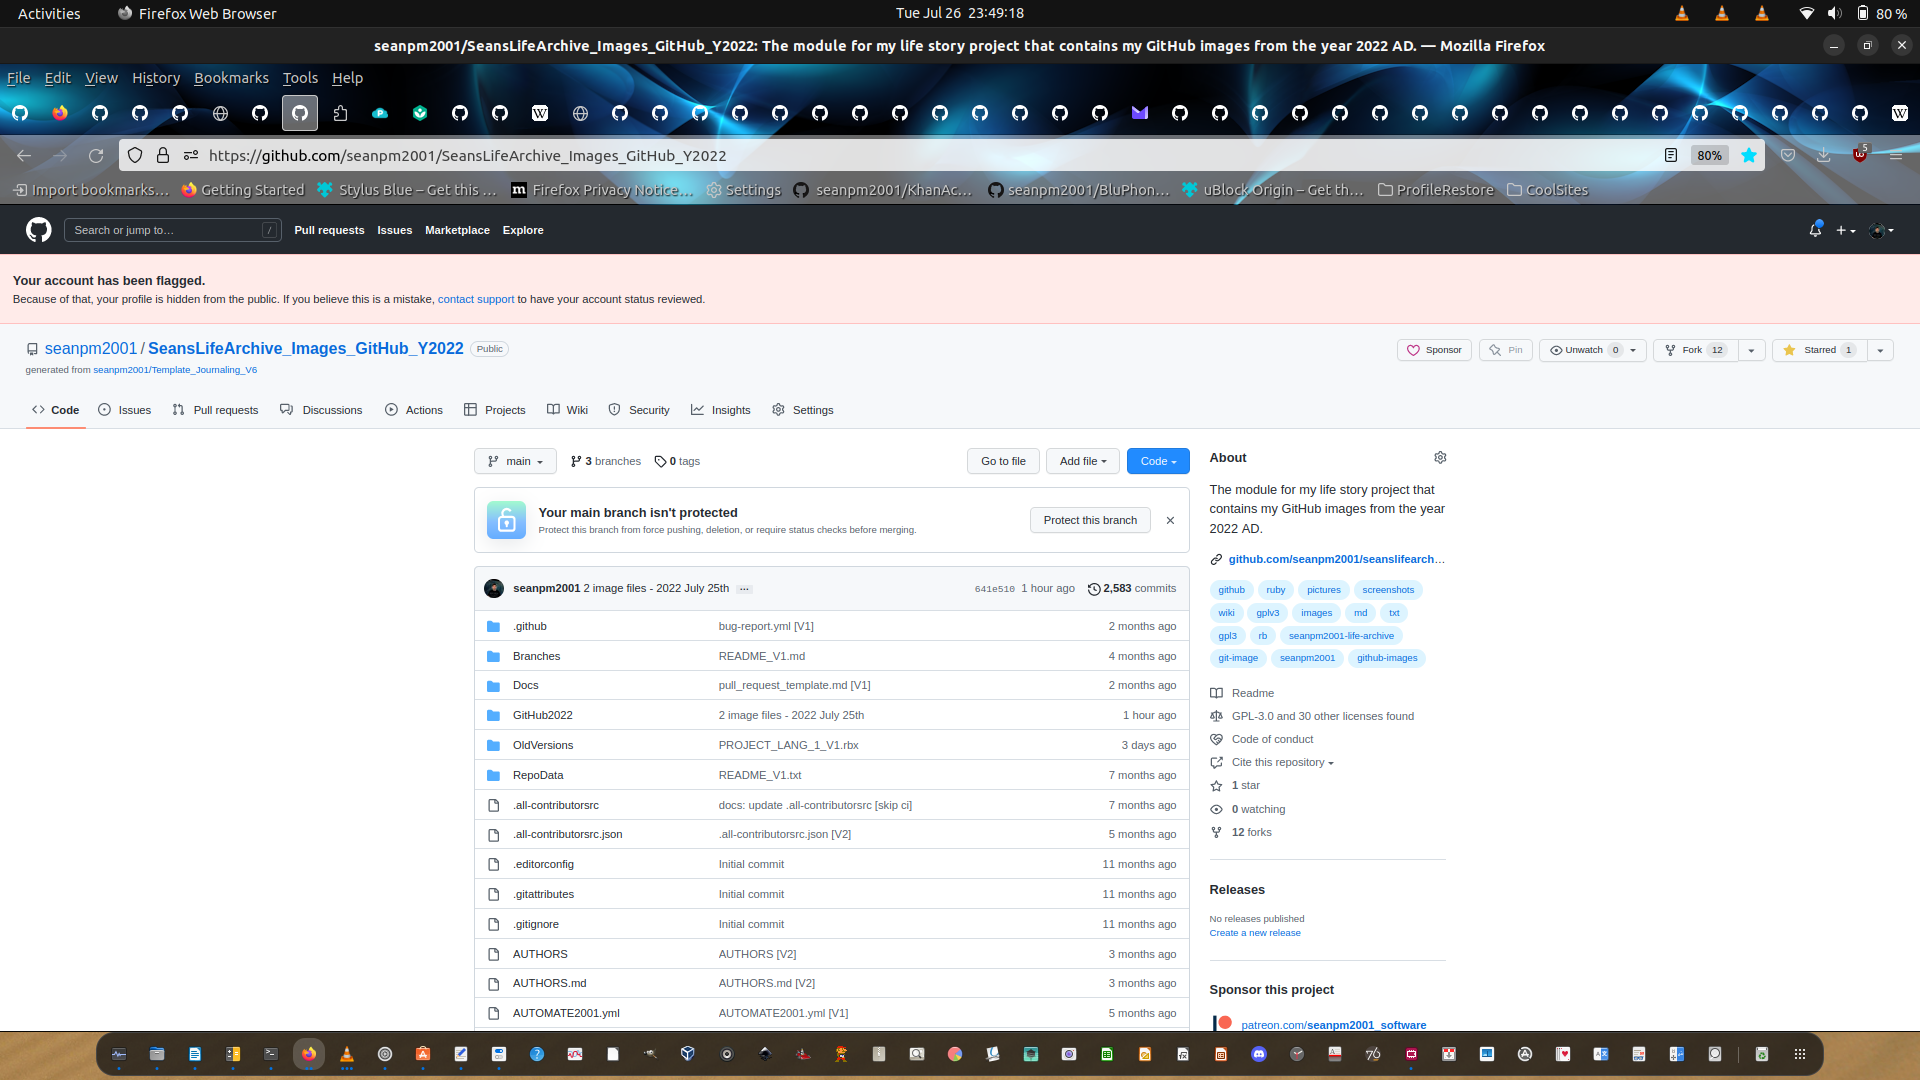 Activities Firefox Web Browser Tue Jul 26 23:49:18 80 %
seanpm2001/SeansLifeArchive_Images_GitHub_Y2022: The module for my life story project that contains my GitHub images from the year 2022 AD. — Mozilla Firefox
File Edit View History Bookmarks Tools Help
https://github.com/seanpm2001/SeansLifeArchive_Images_GitHub_Y2022 80% 5
Import bookmarks… Getting Started Stylus Blue – Get this … Firefox Privacy Notice… Settings seanpm2001/KhanAc… seanpm2001/BluPhon… uBlock Origin – Get th… ProfileRestore CoolSites
Search or jump to… / Pull requests Issues Marketplace Explore
Your account has been flagged.
Because of that, your profile is hidden from the public. If you believe this is a mistake, contact support to have your account status reviewed.
seanpm2001 / SeansLifeArchive_Images_GitHub_Y2022 Public Sponsor Pin Unwatch 0 Fork 12 Starred 1
generated from seanpm2001/Template_Journaling_V6
Code Issues Pull requests Discussions Actions Projects Wiki Security Insights Settings
main 3 branches 0 tags Go to file Add file Code
Your main branch isn't protected
Protect this branch from force pushing, deletion, or require status checks before merging.
Protect this branch
seanpm2001 2 image files - 2022 July 25th … 641e510 1 hour ago 2,583 commits
.github bug-report.yml [V1] 2 months ago
Branches README_V1.md 4 months ago
Docs pull_request_template.md [V1] 2 months ago
GitHub2022 2 image files - 2022 July 25th 1 hour ago
OldVersions PROJECT_LANG_1_V1.rbx 3 days ago
RepoData README_V1.txt 7 months ago
.all-contributorsrc docs: update .all-contributorsrc [skip ci] 7 months ago
.all-contributorsrc.json .all-contributorsrc.json [V2] 5 months ago
.editorconfig Initial commit 11 months ago
.gitattributes Initial commit 11 months ago
.gitignore Initial commit 11 months ago
AUTHORS AUTHORS [V2] 3 months ago
AUTHORS.md AUTHORS.md [V2] 3 months ago
AUTOMATE2001.yml AUTOMATE2001.yml [V1] 5 months ago
About
The module for my life story project that
contains my GitHub images from the year
2022 AD.
github.com/seanpm2001/seanslifearch…
github ruby pictures screenshots
wiki gplv3 images md txt
gpl3 rb seanpm2001-life-archive
git-image seanpm2001 github-images
Readme
GPL-3.0 and 30 other licenses found
Code of conduct
Cite this repository
1 star
0 watching
12 forks
Releases
No releases published
Create a new release
Sponsor this project
patreon.com/seanpm2001_software